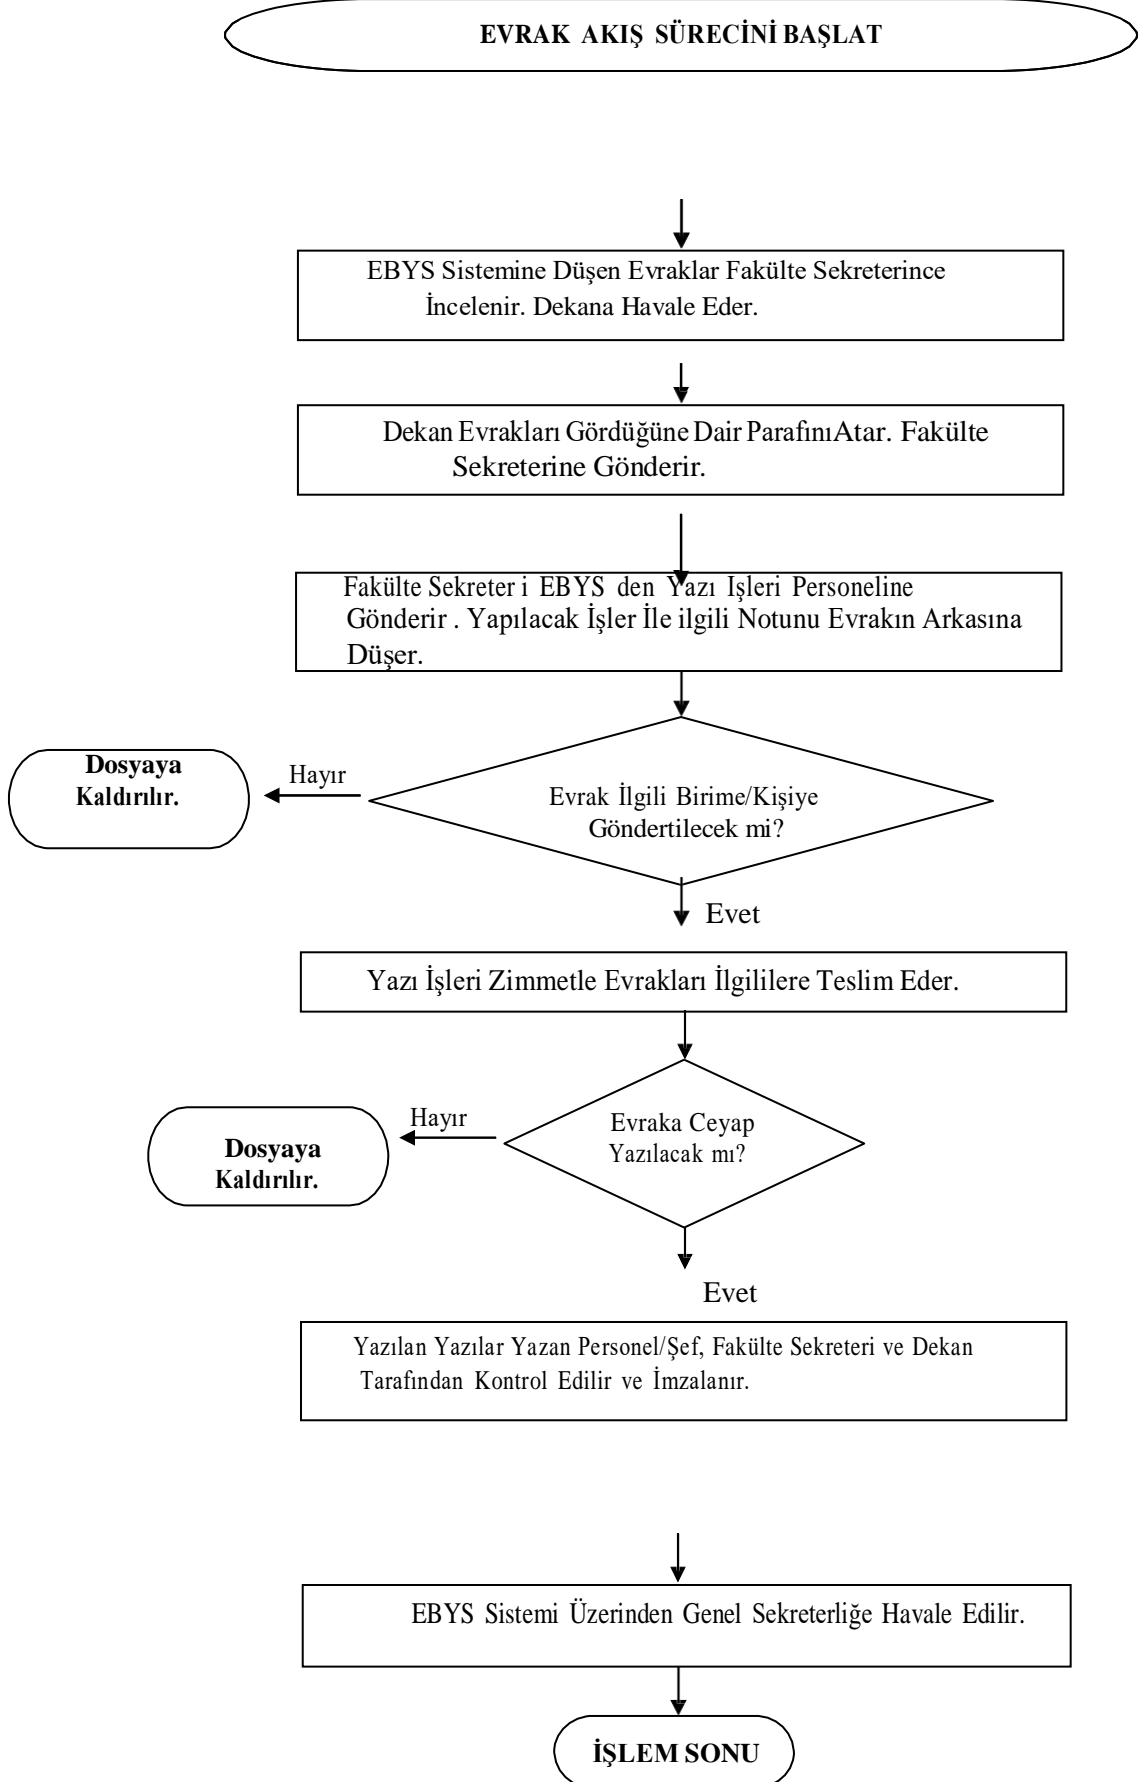 EVRAK AKIŞ SÜRECİNİ BAŞLAT
EBYS Sistemine Düşen Evraklar Fakülte Sekreterince
İncelenir. Dekana Havale Eder.
Dekan Evrakları Gördüğüne Dair Parafını Atar. Fakülte
Sekreterine Gönderir.
Fakülte Sekreter i EBYS den Yazı Işleri Personeline
Gönderir . Yapılacak İşler İle ilgili Notunu Evrakın Arkasına
Düşer.
Dosyaya
Kaldırılır.
Hayır
Evrak İlgili Birime/Kişiye
Göndertilecek mi?
Evet
Yazı İşleri Zimmetle Evrakları İlgililere Teslim Eder.
Hayır
Evraka Ceyap
Yazılacak mı?
Dosyaya
Kaldırılır.
Evet
Yazılan Yazılar Yazan Personel/Şef, Fakülte Sekreteri ve Dekan
Tarafından Kontrol Edilir ve İmzalanır.
EBYS Sistemi Üzerinden Genel Sekreterliğe Havale Edilir.
İŞLEM SONU